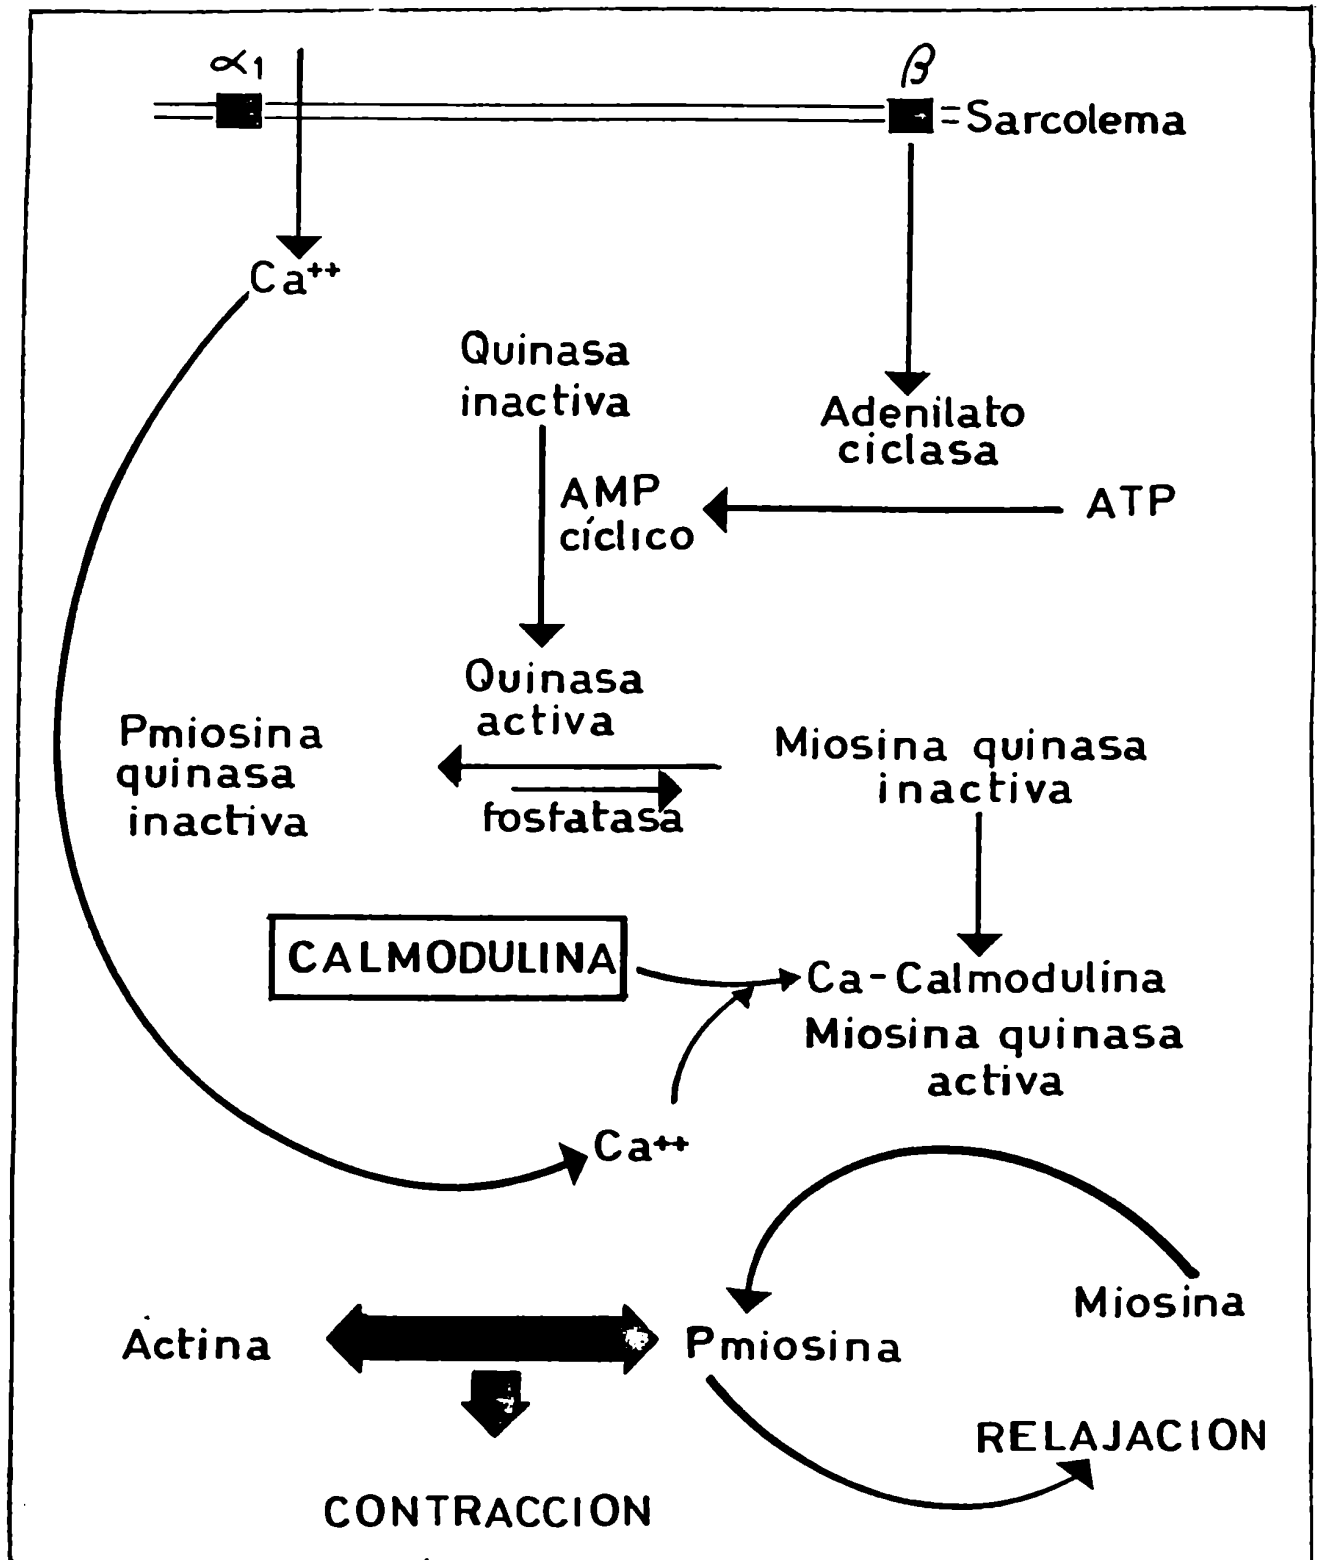 α1
β
Sarcolema
Ca++
Quinasa
inactiva
Adenilato
ciclasa
AMP
cíclico
ATP
Quinasa
activa
Pmiosina
quinasa
inactiva
fosfatasa
Miosina quinasa
inactiva
CALMODULINA
Ca-Calmodulina
Miosina quinasa
activa
Ca++
Miosina
Actina
Pmiosina
RELAJACION
CONTRACCION